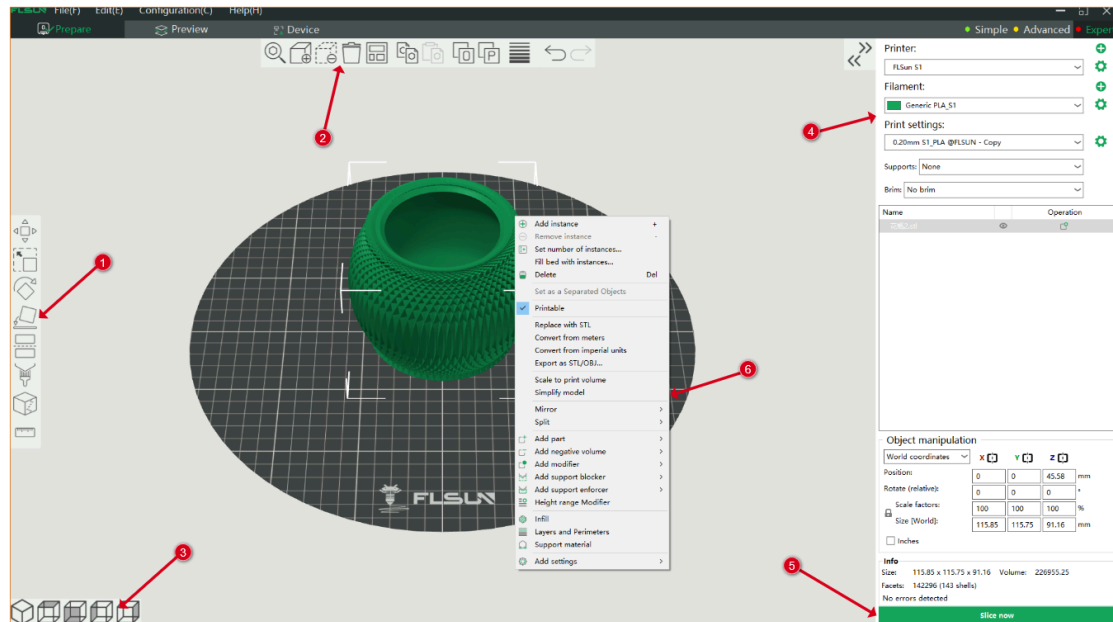 FLSUN File(F) Edit(E) Configuration(C) Help(H)
Prepare Preview Device
Simple Advanced Expert
2
1
3
4
5
6
Add instance +
Remove instance -
Set number of instances...
Fill bed with instances...
Delete Del
Set as a Separated Objects
Printable
Replace with STL
Convert from meters
Convert from imperial units
Export as STL/OBJ...
Scale to print volume
Simplify model
Mirror
Split
Add part
Add negative volume
Add modifier
Add support blocker
Add support enforcer
Height range Modifier
Infill
Layers and Perimeters
Support material
Add settings
FLSUN
Printer:
FLSun S1
Filament:
Generic PLA_S1
Print settings:
0.20mm S1_PLA @FLSUN - Copy
Supports: None
Brim: No brim
Name Operation
Object manipulation
World coordinates X Y Z
Position: 0 0 45.58 mm
Rotate (relative): 0 0 0 °
Scale factors: 100 100 100 %
Size [World]: 115.85 115.75 91.16 mm
Inches
Info
Size: 115.85 x 115.75 x 91.16 Volume: 226955.25
Facets: 142296 (143 shells)
No errors detected
Slice now